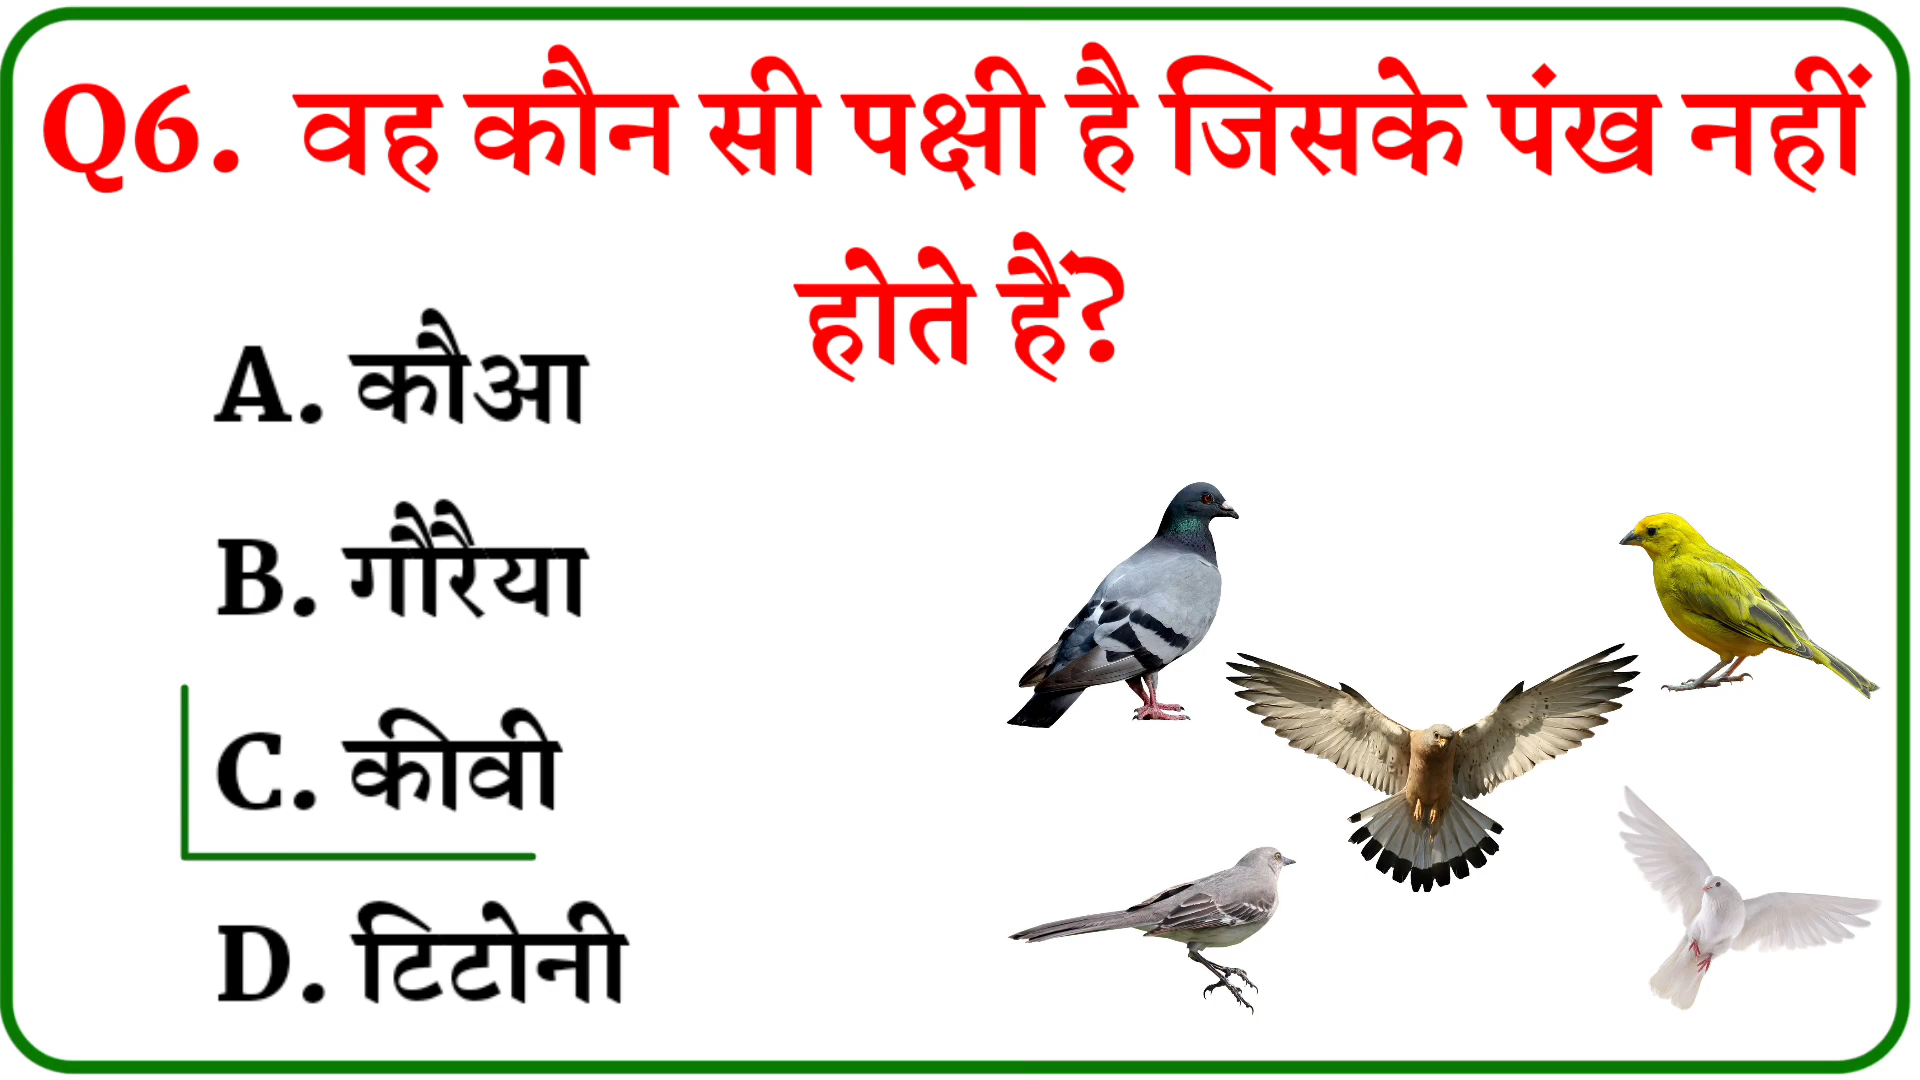 Q6. वह कौन सी पक्षी है जिसके पंख नहीं
होते हैं?
A. कौआ
B. गौरैया
C. कीवी
D. टिटोनी